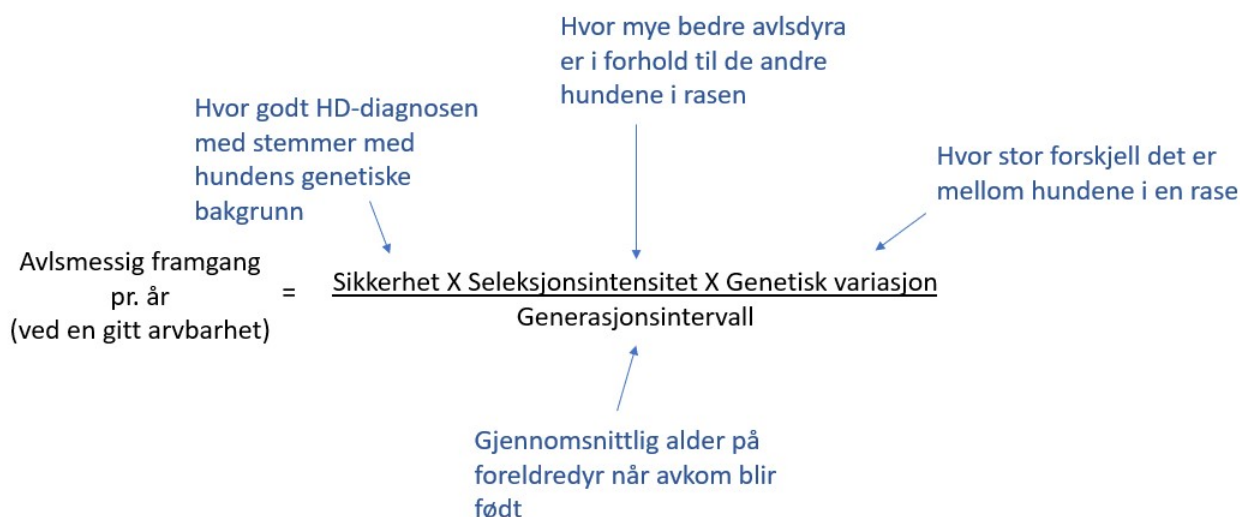 Hvor mye bedre avlsdyra
er i forhold til de andre
hundene i rasen
Hvor godt HD-diagnosen
med stemmer med
hundens genetiske
bakgrunn
Hvor stor forskjell det er
mellom hundene i en rase
Avlsmessig framgang
pr. år
(ved en gitt arvbarhet)
=
Sikkerhet X Seleksjonsintensitet X Genetisk variasjon
Generasjonsintervall
Gjennomsnittlig alder på
foreldredyr når avkom blir
født